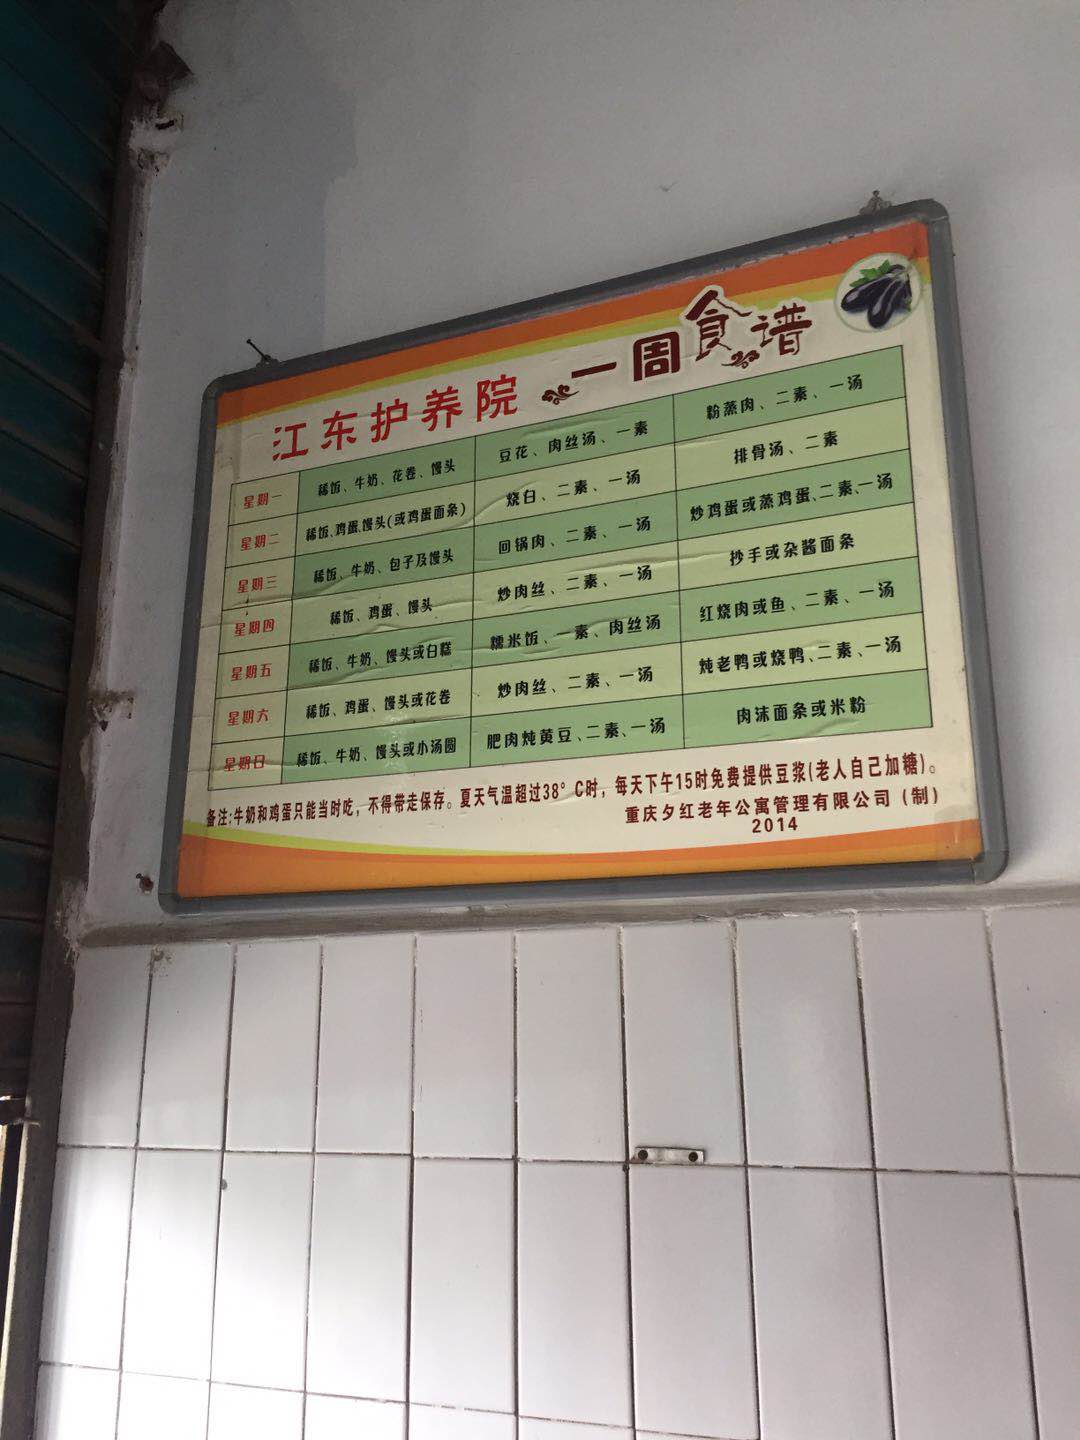 江东护养院 一周食谱
星期一 稀饭、牛奶、花卷、馒头 豆花、肉丝汤、一素 粉蒸肉、二素、一汤
星期二 稀饭、鸡蛋、馒头(或鸡蛋面条) 烧白、二素、一汤 排骨汤、二素
星期三 稀饭、牛奶、包子及馒头 回锅肉、二素、一汤 炒鸡蛋或蒸鸡蛋、二素、一汤
星期四 稀饭、鸡蛋、馒头 炒肉丝、二素、一汤 抄手或杂酱面条
星期五 稀饭、牛奶、馒头或白糕 糯米饭、一素、肉丝汤 红烧肉或鱼、二素、一汤
星期六 稀饭、鸡蛋、馒头或花卷 炒肉丝、二素、一汤 炖老鸭或烧鸭、二素、一汤
星期日 稀饭、牛奶、馒头或小汤圆 肥肉炖黄豆、二素、一汤 肉沫面条或米粉
备注:牛奶和鸡蛋只能当时吃，不得带走保存。夏天气温超过38°C时，每天下午15时免费提供豆浆(老人自己加糖)。
重庆夕红老年公寓管理有限公司（制）
2014